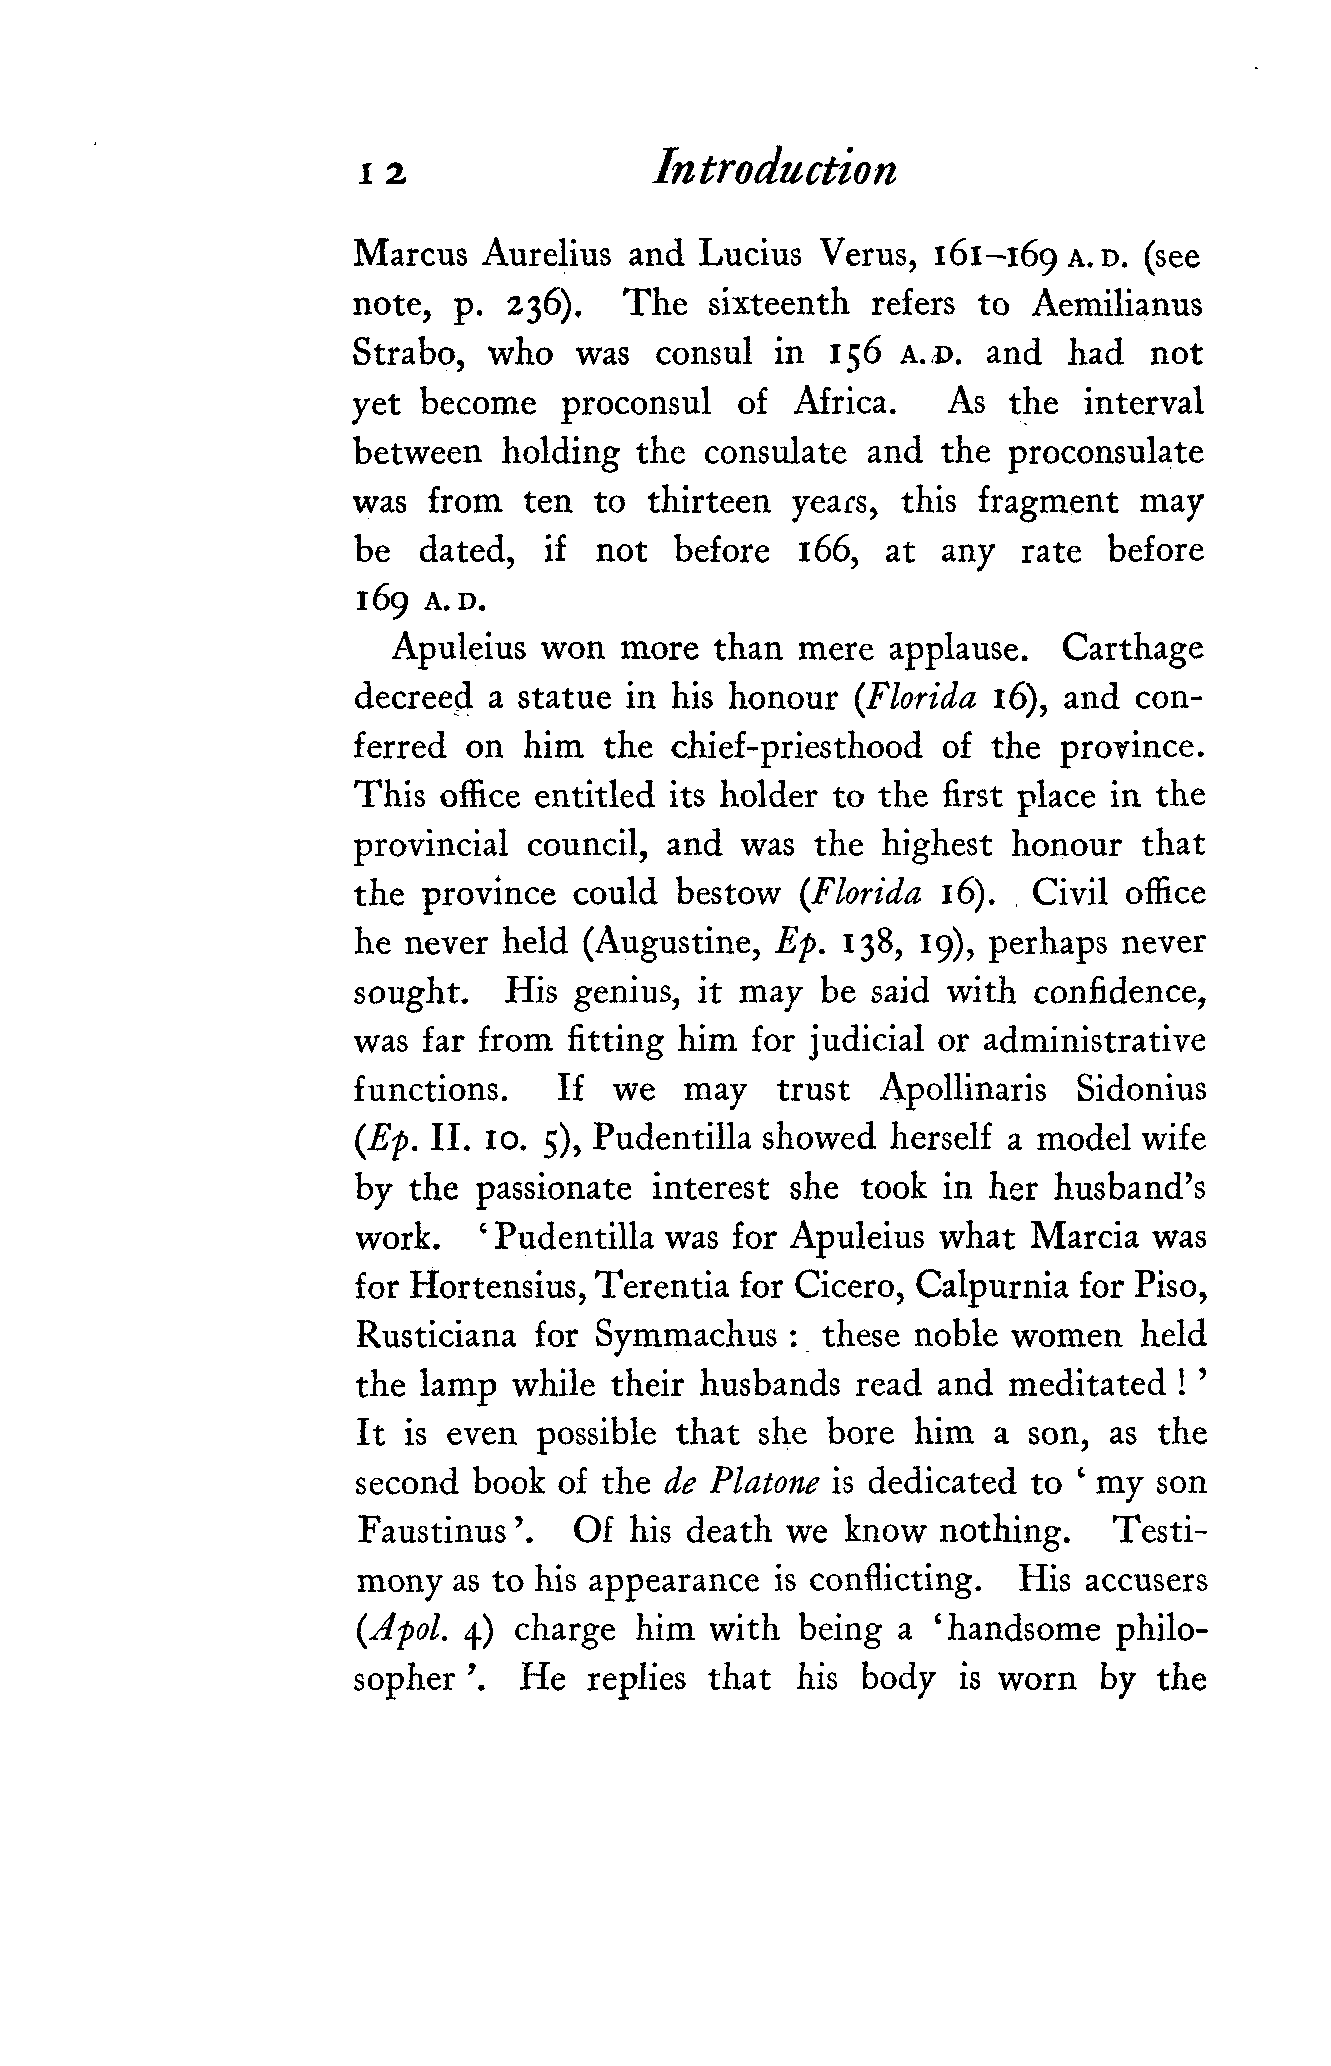 12 Introduction
Marcus Aurelius and Lucius Verus, 161–169 A.D. (see
note, p. 236). The sixteenth refers to Aemilianus
Strabo, who was consul in 156 A.D. and had not
yet become proconsul of Africa. As the interval
between holding the consulate and the proconsulate
was from ten to thirteen years, this fragment may
be dated, if not before 166, at any rate before
169 A.D.
Apuleius won more than mere applause. Carthage
decreed a statue in his honour (Florida 16), and con-
ferred on him the chief-priesthood of the province.
This office entitled its holder to the first place in the
provincial council, and was the highest honour that
the province could bestow (Florida 16). Civil office
he never held (Augustine, Ep. 138, 19), perhaps never
sought. His genius, it may be said with confidence,
was far from fitting him for judicial or administrative
functions. If we may trust Apollinaris Sidonius
(Ep. II. 10. 5), Pudentilla showed herself a model wife
by the passionate interest she took in her husband's
work. ‘Pudentilla was for Apuleius what Marcia was
for Hortensius, Terentia for Cicero, Calpurnia for Piso,
Rusticiana for Symmachus : these noble women held
the lamp while their husbands read and meditated ! ’
It is even possible that she bore him a son, as the
second book of the de Platone is dedicated to ‘ my son
Faustinus ’. Of his death we know nothing. Testi-
mony as to his appearance is conflicting. His accusers
(Apol. 4) charge him with being a ‘handsome philo-
sopher ’. He replies that his body is worn by the